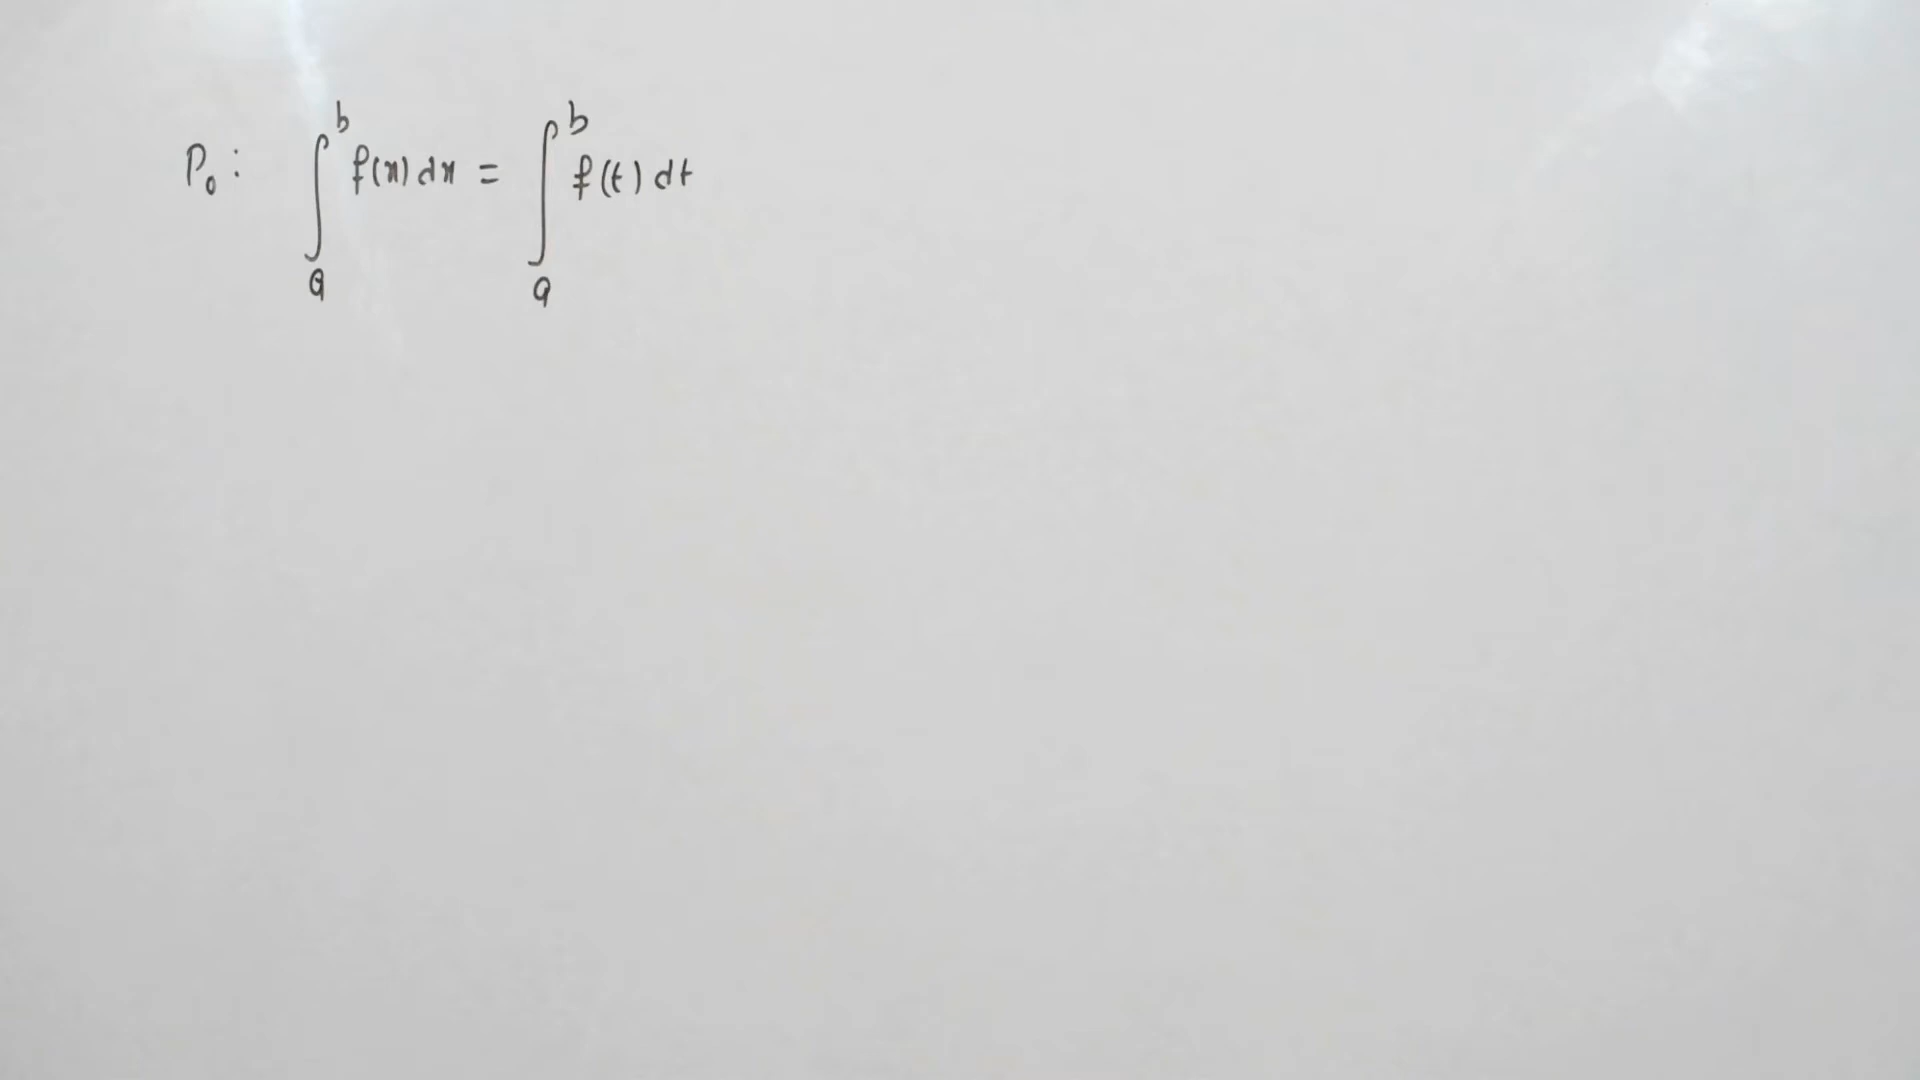 P₀ : ∫ₐᵇ f(x) dx = ∫ₐᵇ f(t) dt